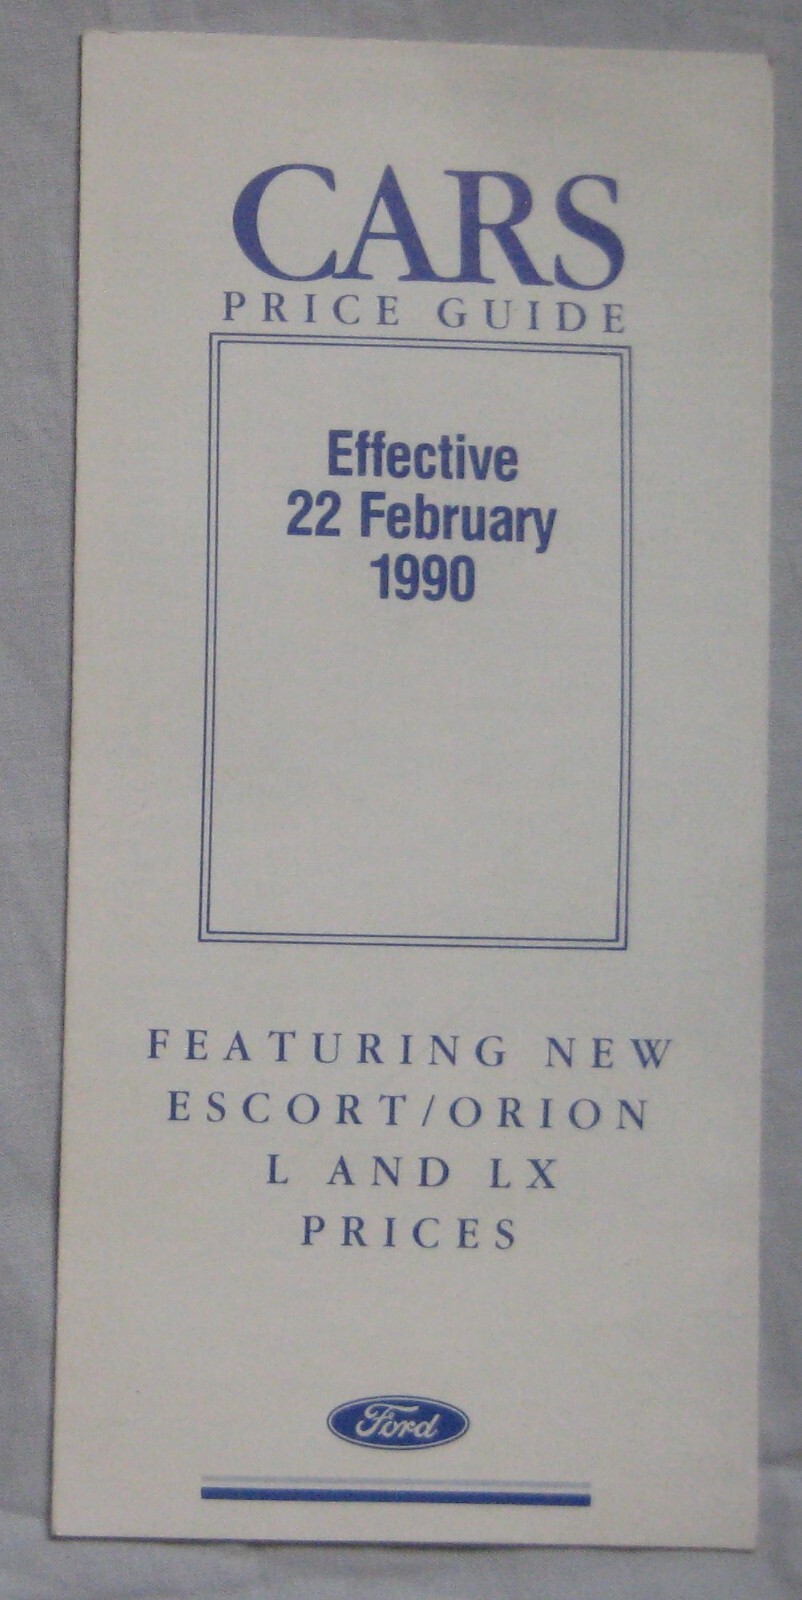 CARS
PRICE GUIDE
Effective
22 February
1990
FEATURING NEW
ESCORT/ORION
L AND LX
PRICES
Ford